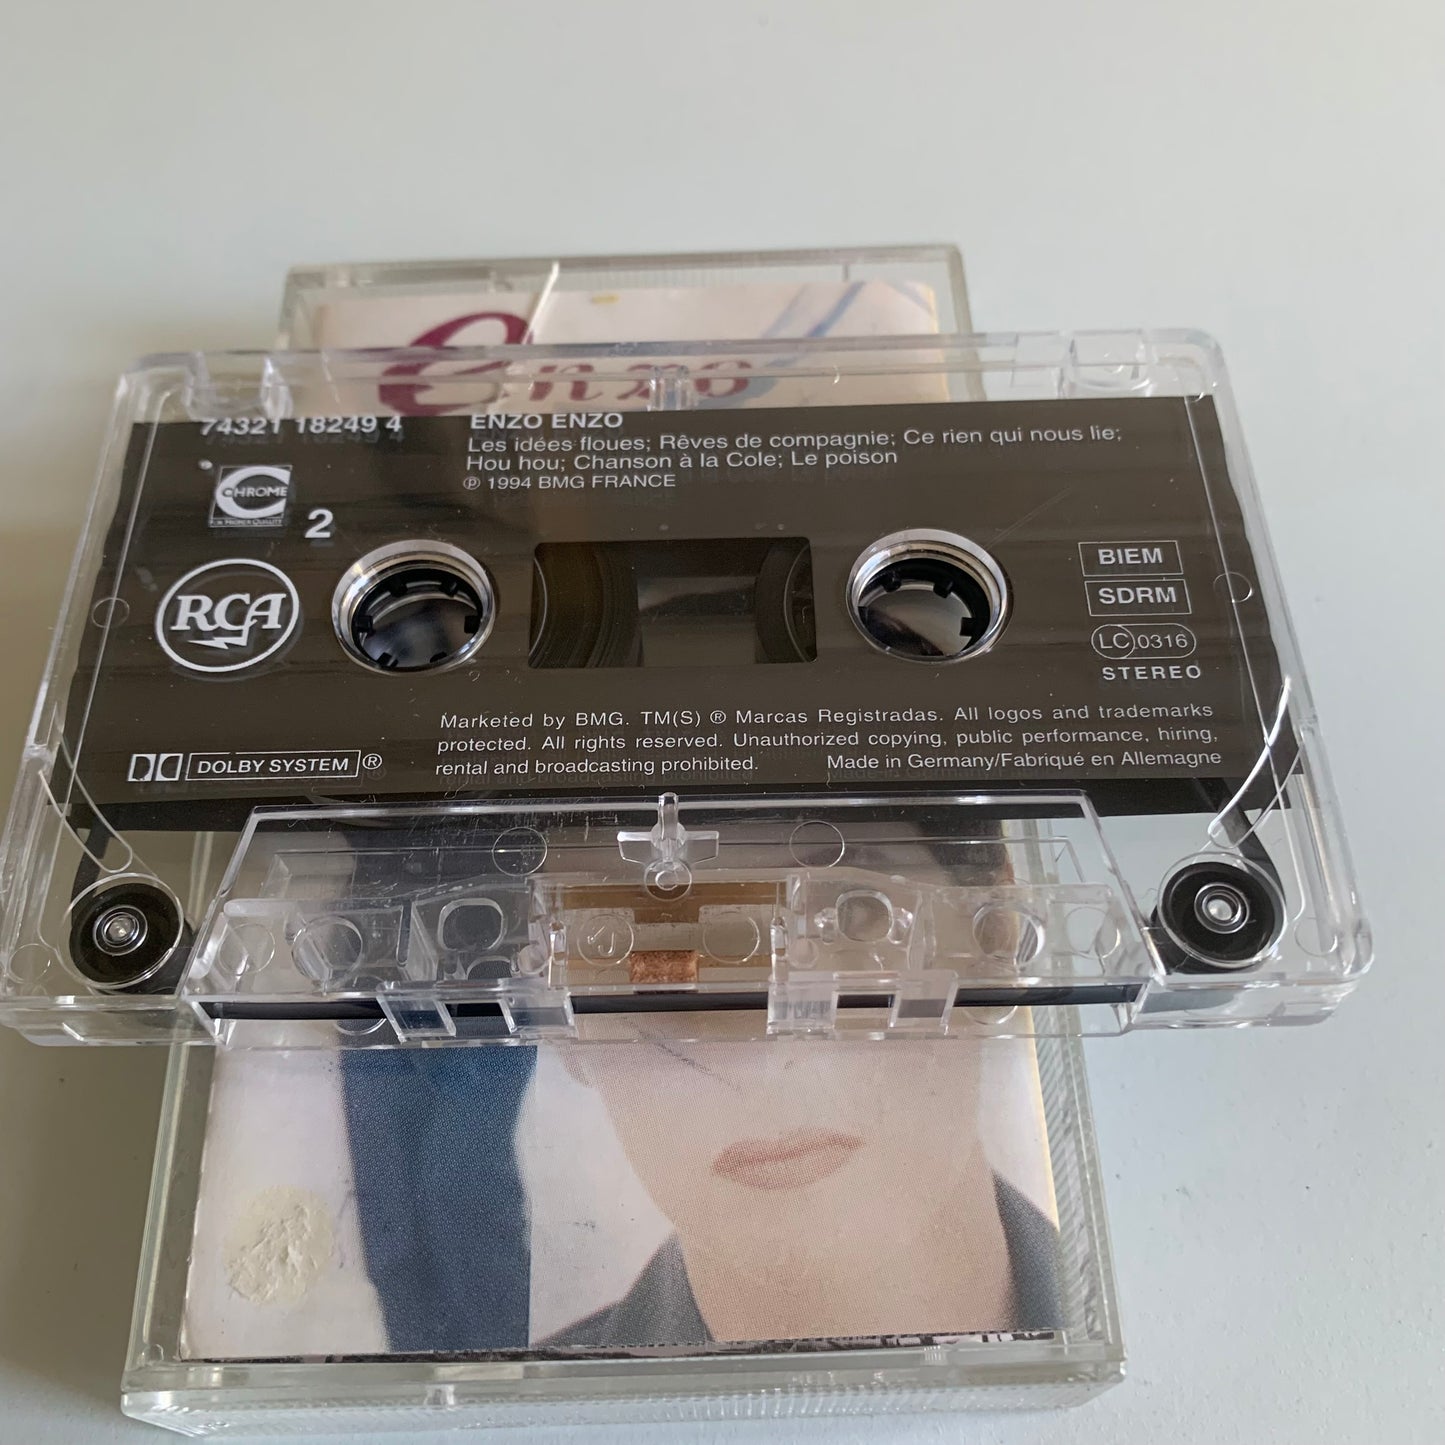 Enzo
74321 18249 4
ENZO ENZO
Les idées floues; Rêves de compagnie; Ce rien qui nous lie;
Hou hou; Chanson à la Cole; Le poison
℗ 1994 BMG FRANCE
CHROME
2
RCA
BIEM
SDRM
LC 0316
STEREO
Marketed by BMG. TM(S) ® Marcas Registradas. All logos and trademarks
protected. All rights reserved. Unauthorized copying, public performance, hiring,
rental and broadcasting prohibited.
Made in Germany/Fabriqué en Allemagne
DOLBY SYSTEM ®